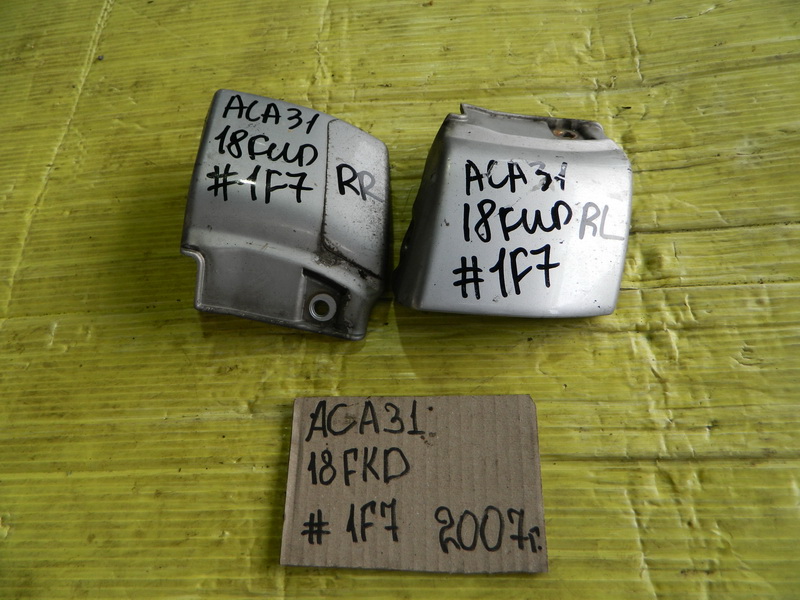 ACA31
18FWD
#1F7
RR
ACA31
18FWD RL
#1F7
ACA31.
18FKD
#1F7 2007г.